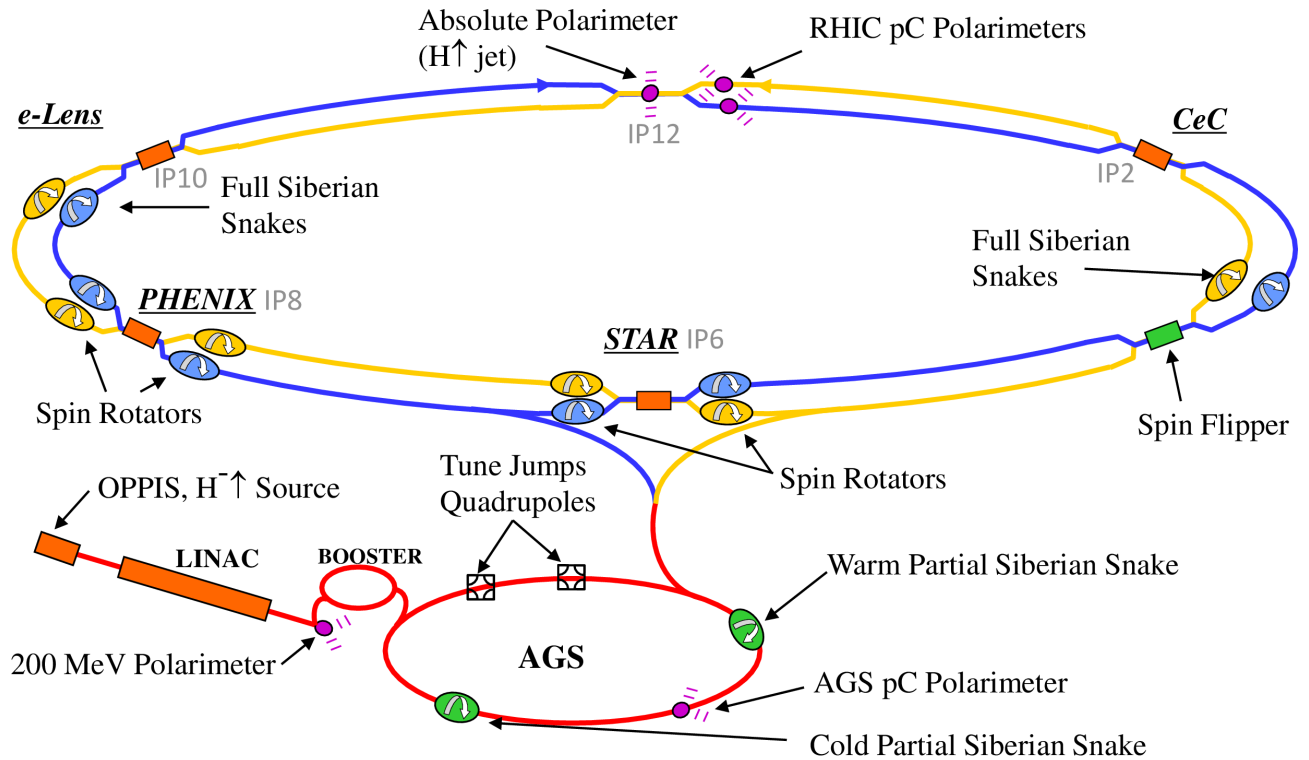 Absolute Polarimeter
(H↑ jet)
RHIC pC Polarimeters
e-Lens
IP12
CeC
IP10
IP2
Full Siberian
Snakes
Full Siberian
Snakes
PHENIX IP8
STAR IP6
Spin Rotators
Spin Flipper
Tune Jumps
Quadrupoles
Spin Rotators
OPPIS, H⁻↑ Source
LINAC
BOOSTER
Warm Partial Siberian Snake
AGS
200 MeV Polarimeter
AGS pC Polarimeter
Cold Partial Siberian Snake